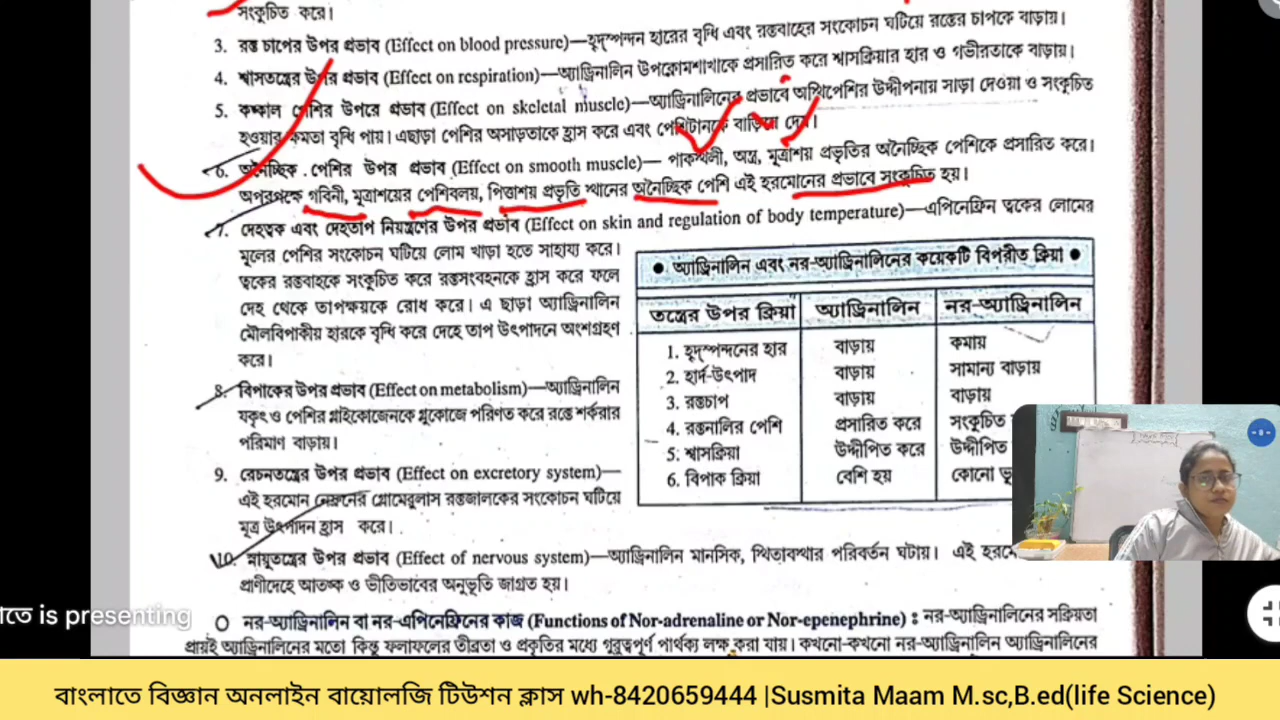 সংকুচিত করে।
3. রক্ত চাপের উপর প্রভাব (Effect on blood pressure)—হৃদ্‌স্পন্দন হারের বৃদ্ধি এবং রক্তবাহের সংকোচন ঘটিয়ে রক্তের চাপকে বাড়ায়।
4. শ্বাসতন্ত্রের উপর প্রভাব (Effect on respiration)—অ্যাড্রিনালিন উপক্লোমশাখাকে প্রসারিত করে শ্বাসক্রিয়ার হার ও গভীরতাকে বাড়ায়।
5. কঙ্কাল পেশির উপরে প্রভাব (Effect on skeletal muscle)—অ্যাড্রিনালিনের প্রভাবে অস্থিপেশির উদ্দীপনায় সাড়া দেওয়া ও সংকুচিত
হওয়ার ক্ষমতা বৃদ্ধি পায়। এছাড়া পেশির অসাড়তাকে হ্রাস করে এবং পেশিটানকে বাড়িয়ে দেয়।
6. অনৈচ্ছিক পেশির উপর প্রভাব (Effect on smooth muscle)— পাকস্থলী, অন্ত্র, মূত্রাশয় প্রভৃতির অনৈচ্ছিক পেশিকে প্রসারিত করে।
অপরপক্ষে গবিনী, মূত্রাশয়ের পেশিবলয়, পিত্তাশয় প্রভৃতি স্থানের অনৈচ্ছিক পেশি এই হরমোনের প্রভাবে সংকুচিত হয়।
7. দেহত্বক এবং দেহতাপ নিয়ন্ত্রণের উপর প্রভাব (Effect on skin and regulation of body temperature)—এপিনেফ্রিন ত্বকের লোমের
মূলের পেশির সংকোচন ঘটিয়ে লোম খাড়া হতে সাহায্য করে।
ত্বকের রক্তবাহকে সংকুচিত করে রক্তসংবহনকে হ্রাস করে ফলে
দেহ থেকে তাপক্ষয়কে রোধ করে। এ ছাড়া অ্যাড্রিনালিন
মৌলবিপাকীয় হারকে বৃদ্ধি করে দেহে তাপ উৎপাদনে অংশগ্রহণ
করে।
8. বিপাকের উপর প্রভাব (Effect on metabolism)—অ্যাড্রিনালিন
যকৃৎ ও পেশির গ্লাইকোজেনকে গ্লুকোজে পরিণত করে রক্তে শর্করার
পরিমাণ বাড়ায়।
9. রেচনতন্ত্রের উপর প্রভাব (Effect on excretory system)—
এই হরমোন নেফ্রনের গ্লোমেরুলাস রক্তজালকের সংকোচন ঘটিয়ে
মূত্র উৎপাদন হ্রাস করে।
● অ্যাড্রিনালিন এবং নর-অ্যাড্রিনালিনের কয়েকটি বিপরীত ক্রিয়া ●
তন্ত্রের উপর ক্রিয়া অ্যাড্রিনালিন নর-অ্যাড্রিনালিন
1. হৃদ্‌স্পন্দনের হার বাড়ায় কমায়
2. হার্দ-উৎপাদ বাড়ায় সামান্য বাড়ায়
3. রক্তচাপ বাড়ায় বাড়ায়
4. রক্তনালির পেশি প্রসারিত করে সংকুচিত
5. শ্বাসক্রিয়া উদ্দীপিত করে উদ্দীপিত
6. বিপাক ক্রিয়া বেশি হয় কোনো
10. স্নায়ুতন্ত্রের উপর প্রভাব (Effect of nervous system)—অ্যাড্রিনালিন মানসিক, স্থিতাবস্থার পরিবর্তন ঘটায়। এই
প্রাণীদেহে আতঙ্ক ও ভীতিভাবের অনুভূতি জাগ্রত হয়।
নর-অ্যাড্রিনালিন বা নর-এপিনেফ্রিনের কাজ (Functions of Nor-adrenaline or Nor-epenephrine) : নর-অ্যাড্রিনালিনের সক্রিয়তা
প্রায়ই অ্যাড্রিনালিনের মতো কিন্তু ফলাফলের তীব্রতা ও প্রকৃতির মধ্যে গুরুত্বপূর্ণ পার্থক্য লক্ষ করা যায়। কখনো-কখনো নর-অ্যাড্রিনালিন অ্যাড্রিনালিনের
তে is presenting
বাংলাতে বিজ্ঞান অনলাইন বায়োলজি টিউশন ক্লাস wh-8420659444 |Susmita Maam M.sc,B.ed(life Science)